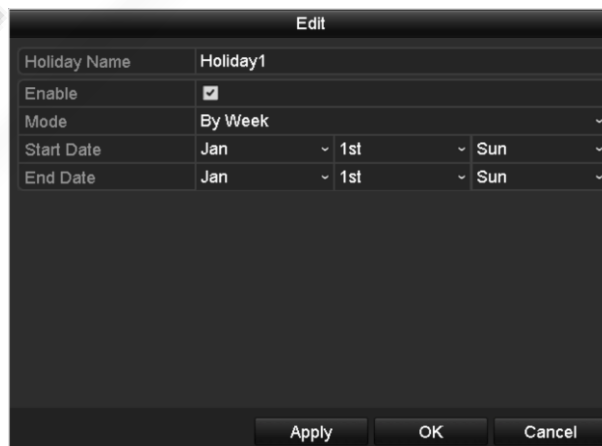 Edit
Holiday Name Holiday1
Enable
Mode By Week
Start Date Jan 1st Sun
End Date Jan 1st Sun
Apply OK Cancel